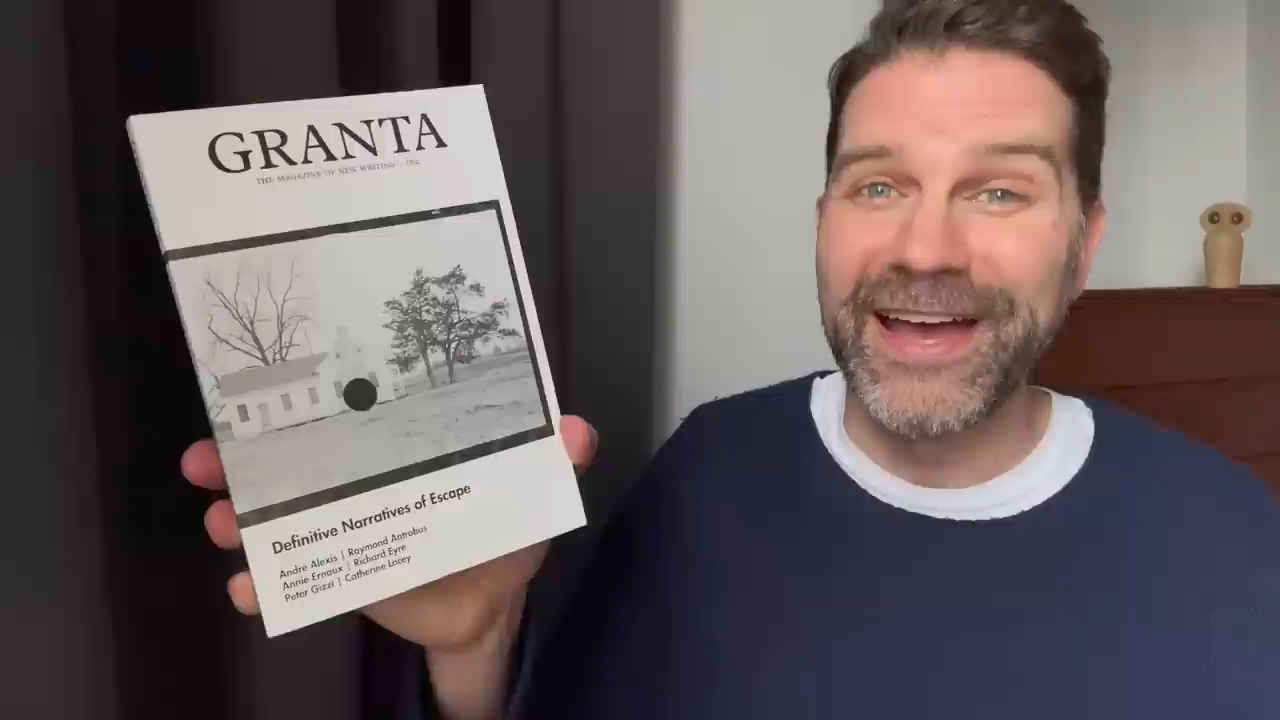 GRANTA
THE MAGAZINE OF NEW WRITING
Definitive Narratives of Escape
André Alexis | Raymond Antrobus
Annie Ernaux | Richard Eyre
Peter Gizzi | Catherine Lacey